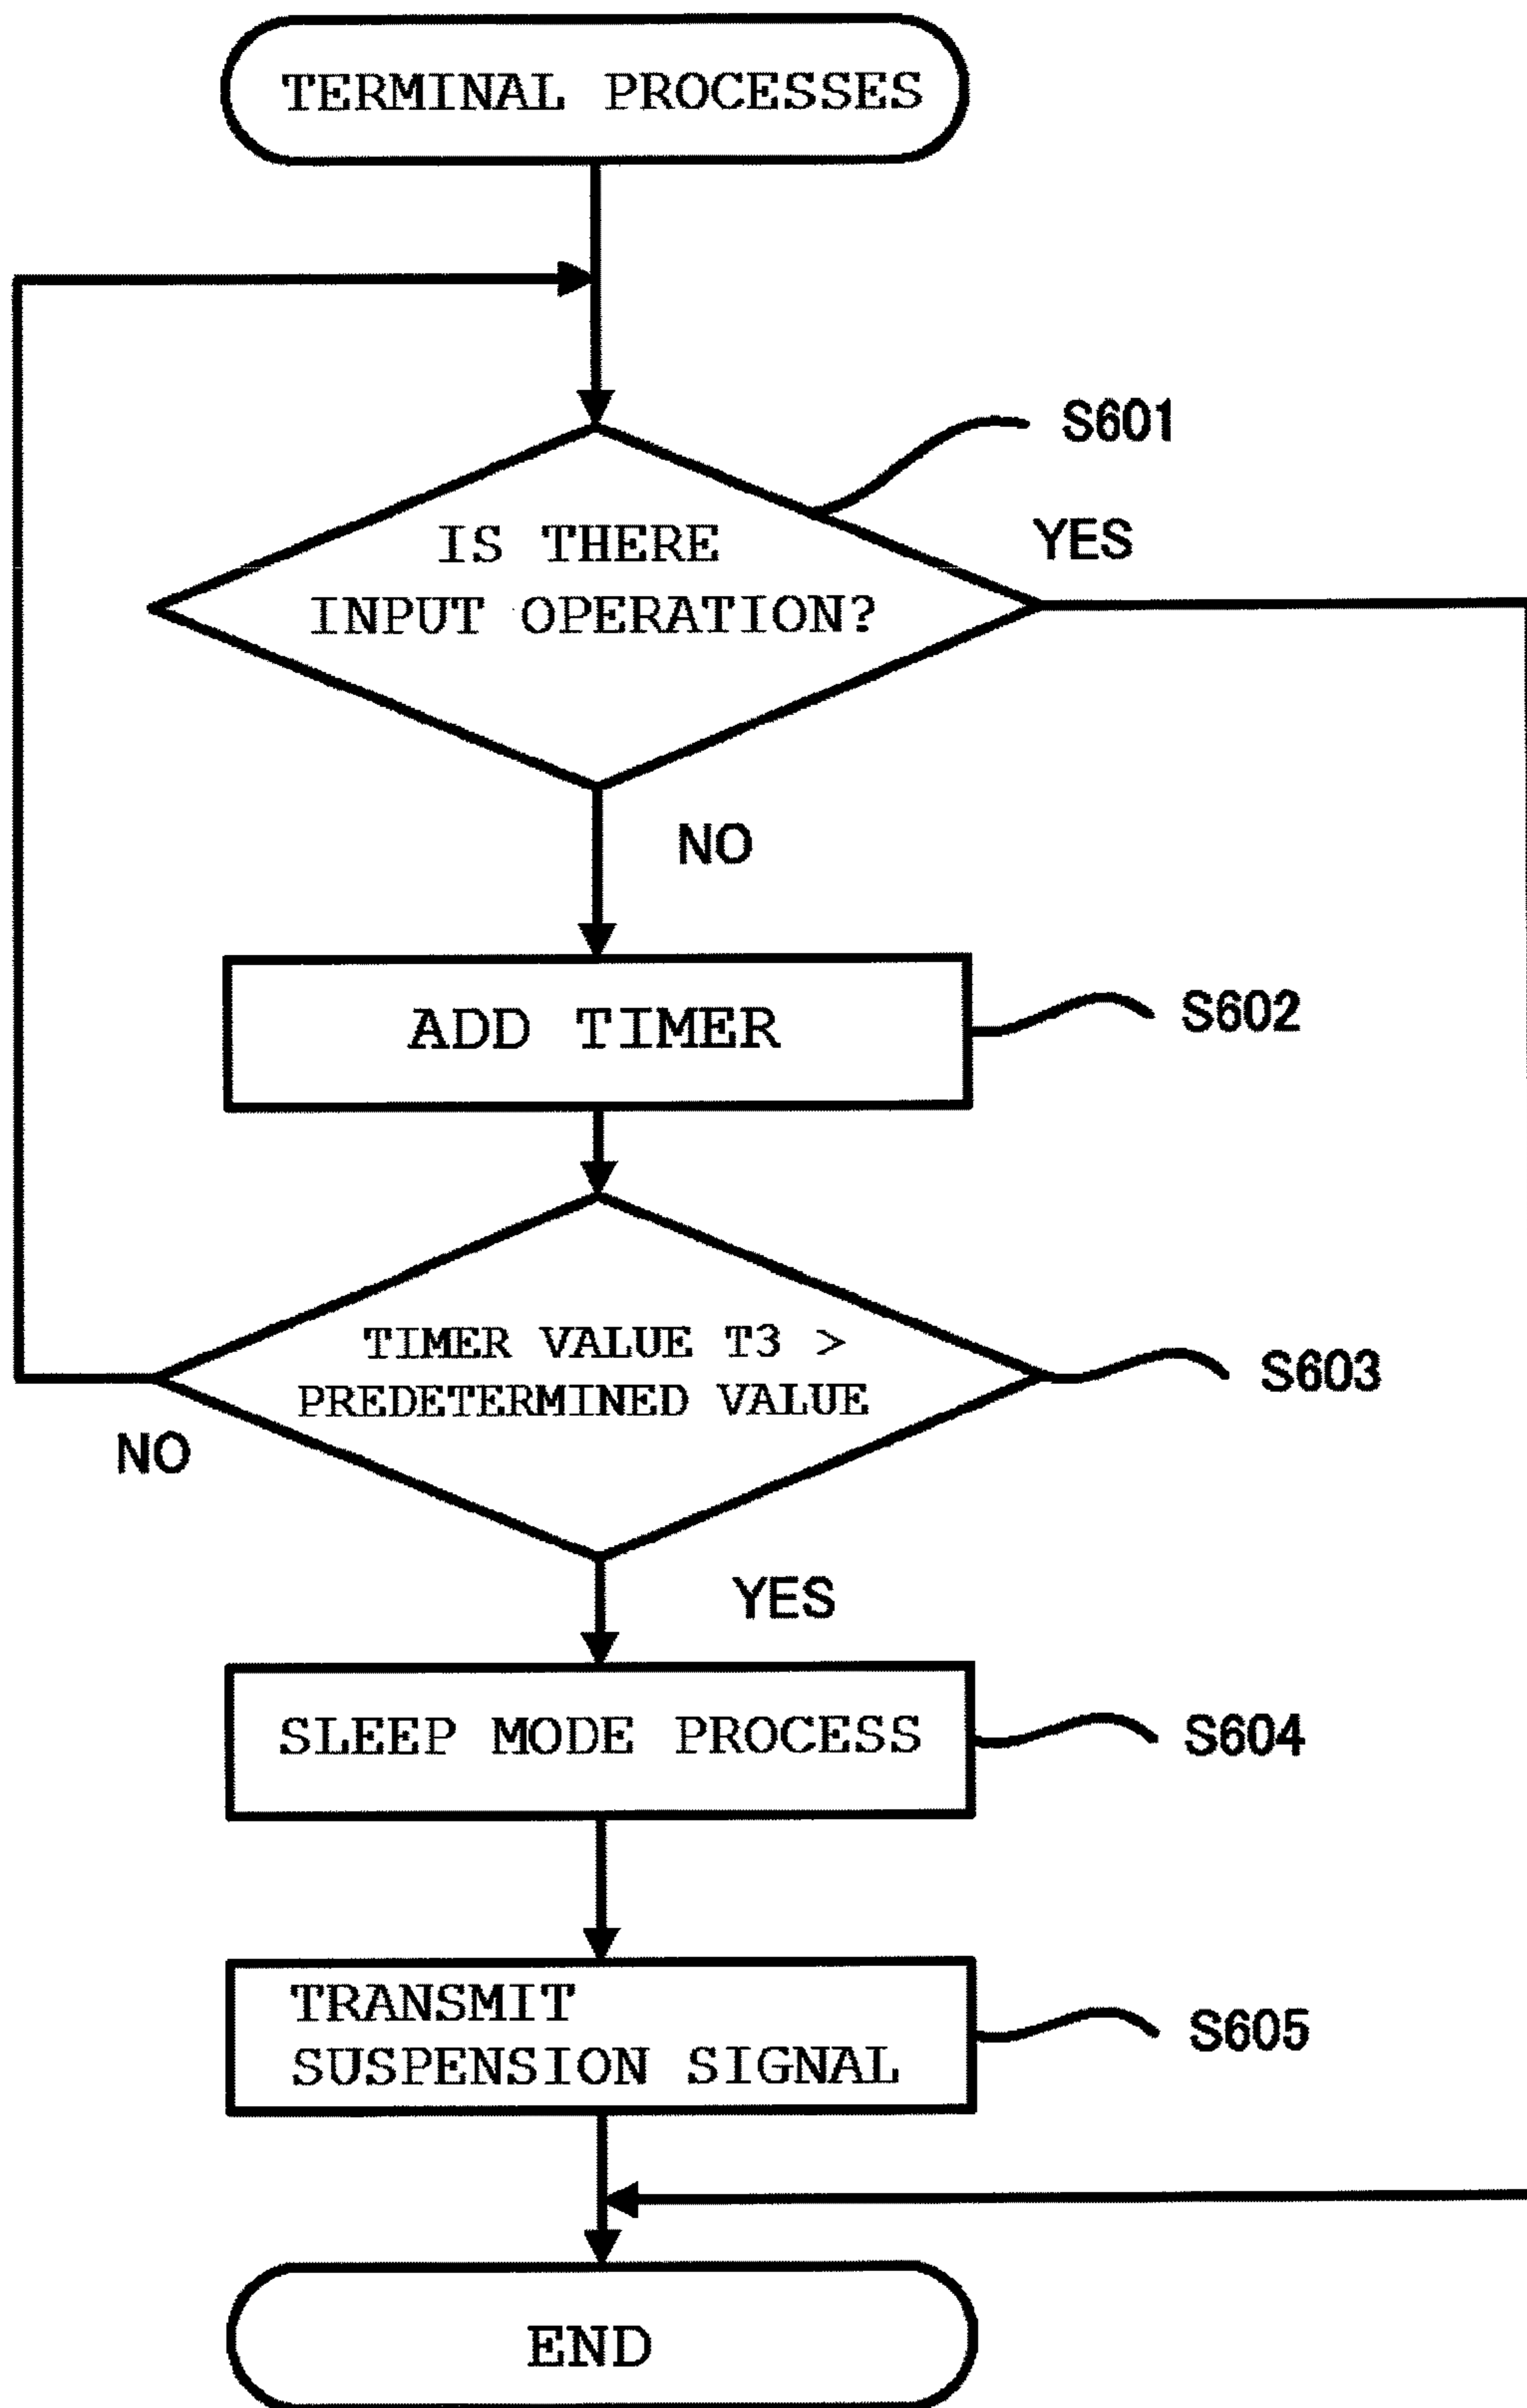 TERMINAL PROCESSES
S601
IS THERE
INPUT OPERATION?
YES
NO
ADD TIMER
S602
TIMER VALUE T3 >
PREDETERMINED VALUE
S603
NO
YES
SLEEP MODE PROCESS
S604
TRANSMIT
SUSPENSION SIGNAL
S605
END